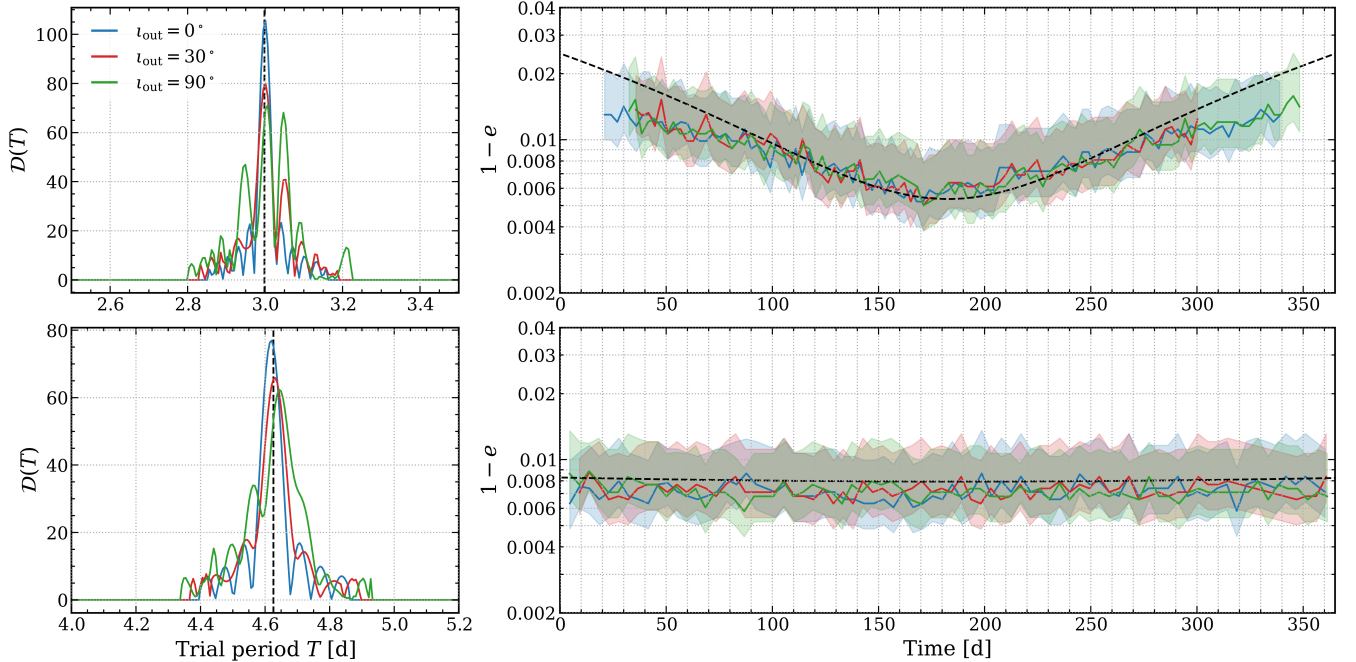 100
80
60
40
20
0
𝒟(T)
ι_out = 0°
ι_out = 30°
ι_out = 90°
2.6 2.8 3.0 3.2 3.4
0.04
0.03
0.02
0.01
0.008
0.006
0.004
0.002
1 − e
0 50 100 150 200 250 300 350
80
60
40
20
0
𝒟(T)
4.0 4.2 4.4 4.6 4.8 5.0 5.2
Trial period T [d]
0.04
0.03
0.02
0.01
0.008
0.006
0.004
0.002
1 − e
0 50 100 150 200 250 300 350
Time [d]